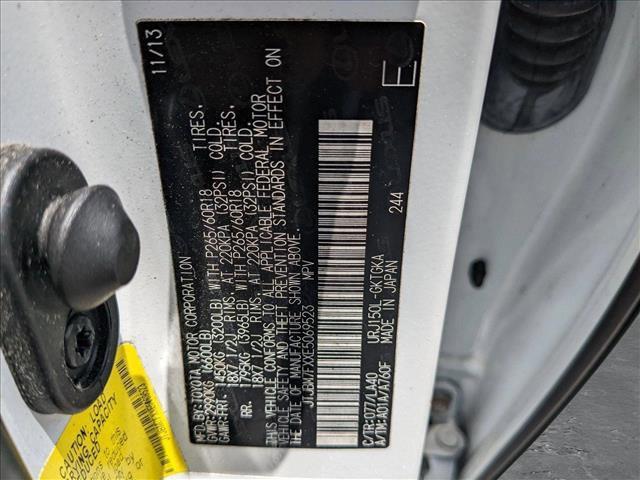 MFD.BY:TOYOTA MOTOR CORPORATION 11/13
GVWR: 2990KG (6600LB)
GAWR:FRT. 1450KG (3200LB) WITH P265/60R18 TIRES,
18X7 1/2J RIMS, AT 220KPA (32PSI) COLD.
RR. 1795KG (3965LB) WITH P265/60R18 TIRES,
18X7 1/2J RIMS, AT 220KPA (32PSI) COLD.
THIS VEHICLE CONFORMS TO ALL APPLICABLE FEDERAL MOTOR
VEHICLE SAFETY AND THEFT PREVENTION STANDARDS IN EFFECT ON
THE DATE OF MANUFACTURE SHOWN ABOVE.
JTJBM7FXXE5069523 MPV
E
244
C/TR:077/LA40 URJ150L-GKTGKA
A/TM:A01A/A760F MADE IN JAPAN
CAUTION: LOAD